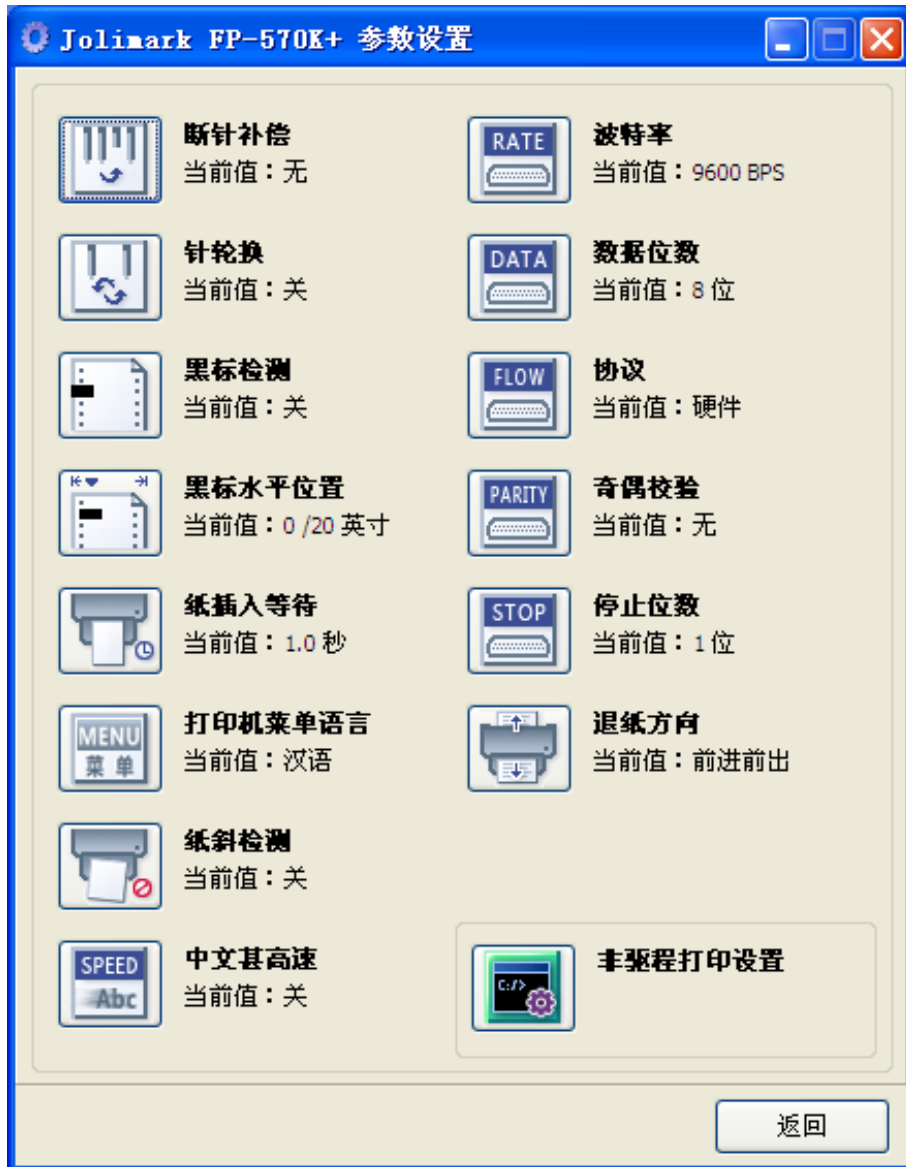 Jolimark FP-570K+ 参数设置
断针补偿
当前值：无
针轮换
当前值：关
黑标检测
当前值：关
黑标水平位置
当前值：0 /20 英寸
纸插入等待
当前值：1.0 秒
MENU
菜单
打印机菜单语言
当前值：汉语
纸斜检测
当前值：关
SPEED
Abc
中文甚高速
当前值：关
RATE
波特率
当前值：9600 BPS
DATA
数据位数
当前值：8 位
FLOW
协议
当前值：硬件
PARITY
奇偶校验
当前值：无
STOP
停止位数
当前值：1 位
退纸方向
当前值：前进前出
C:/>
非驱程打印设置
返回